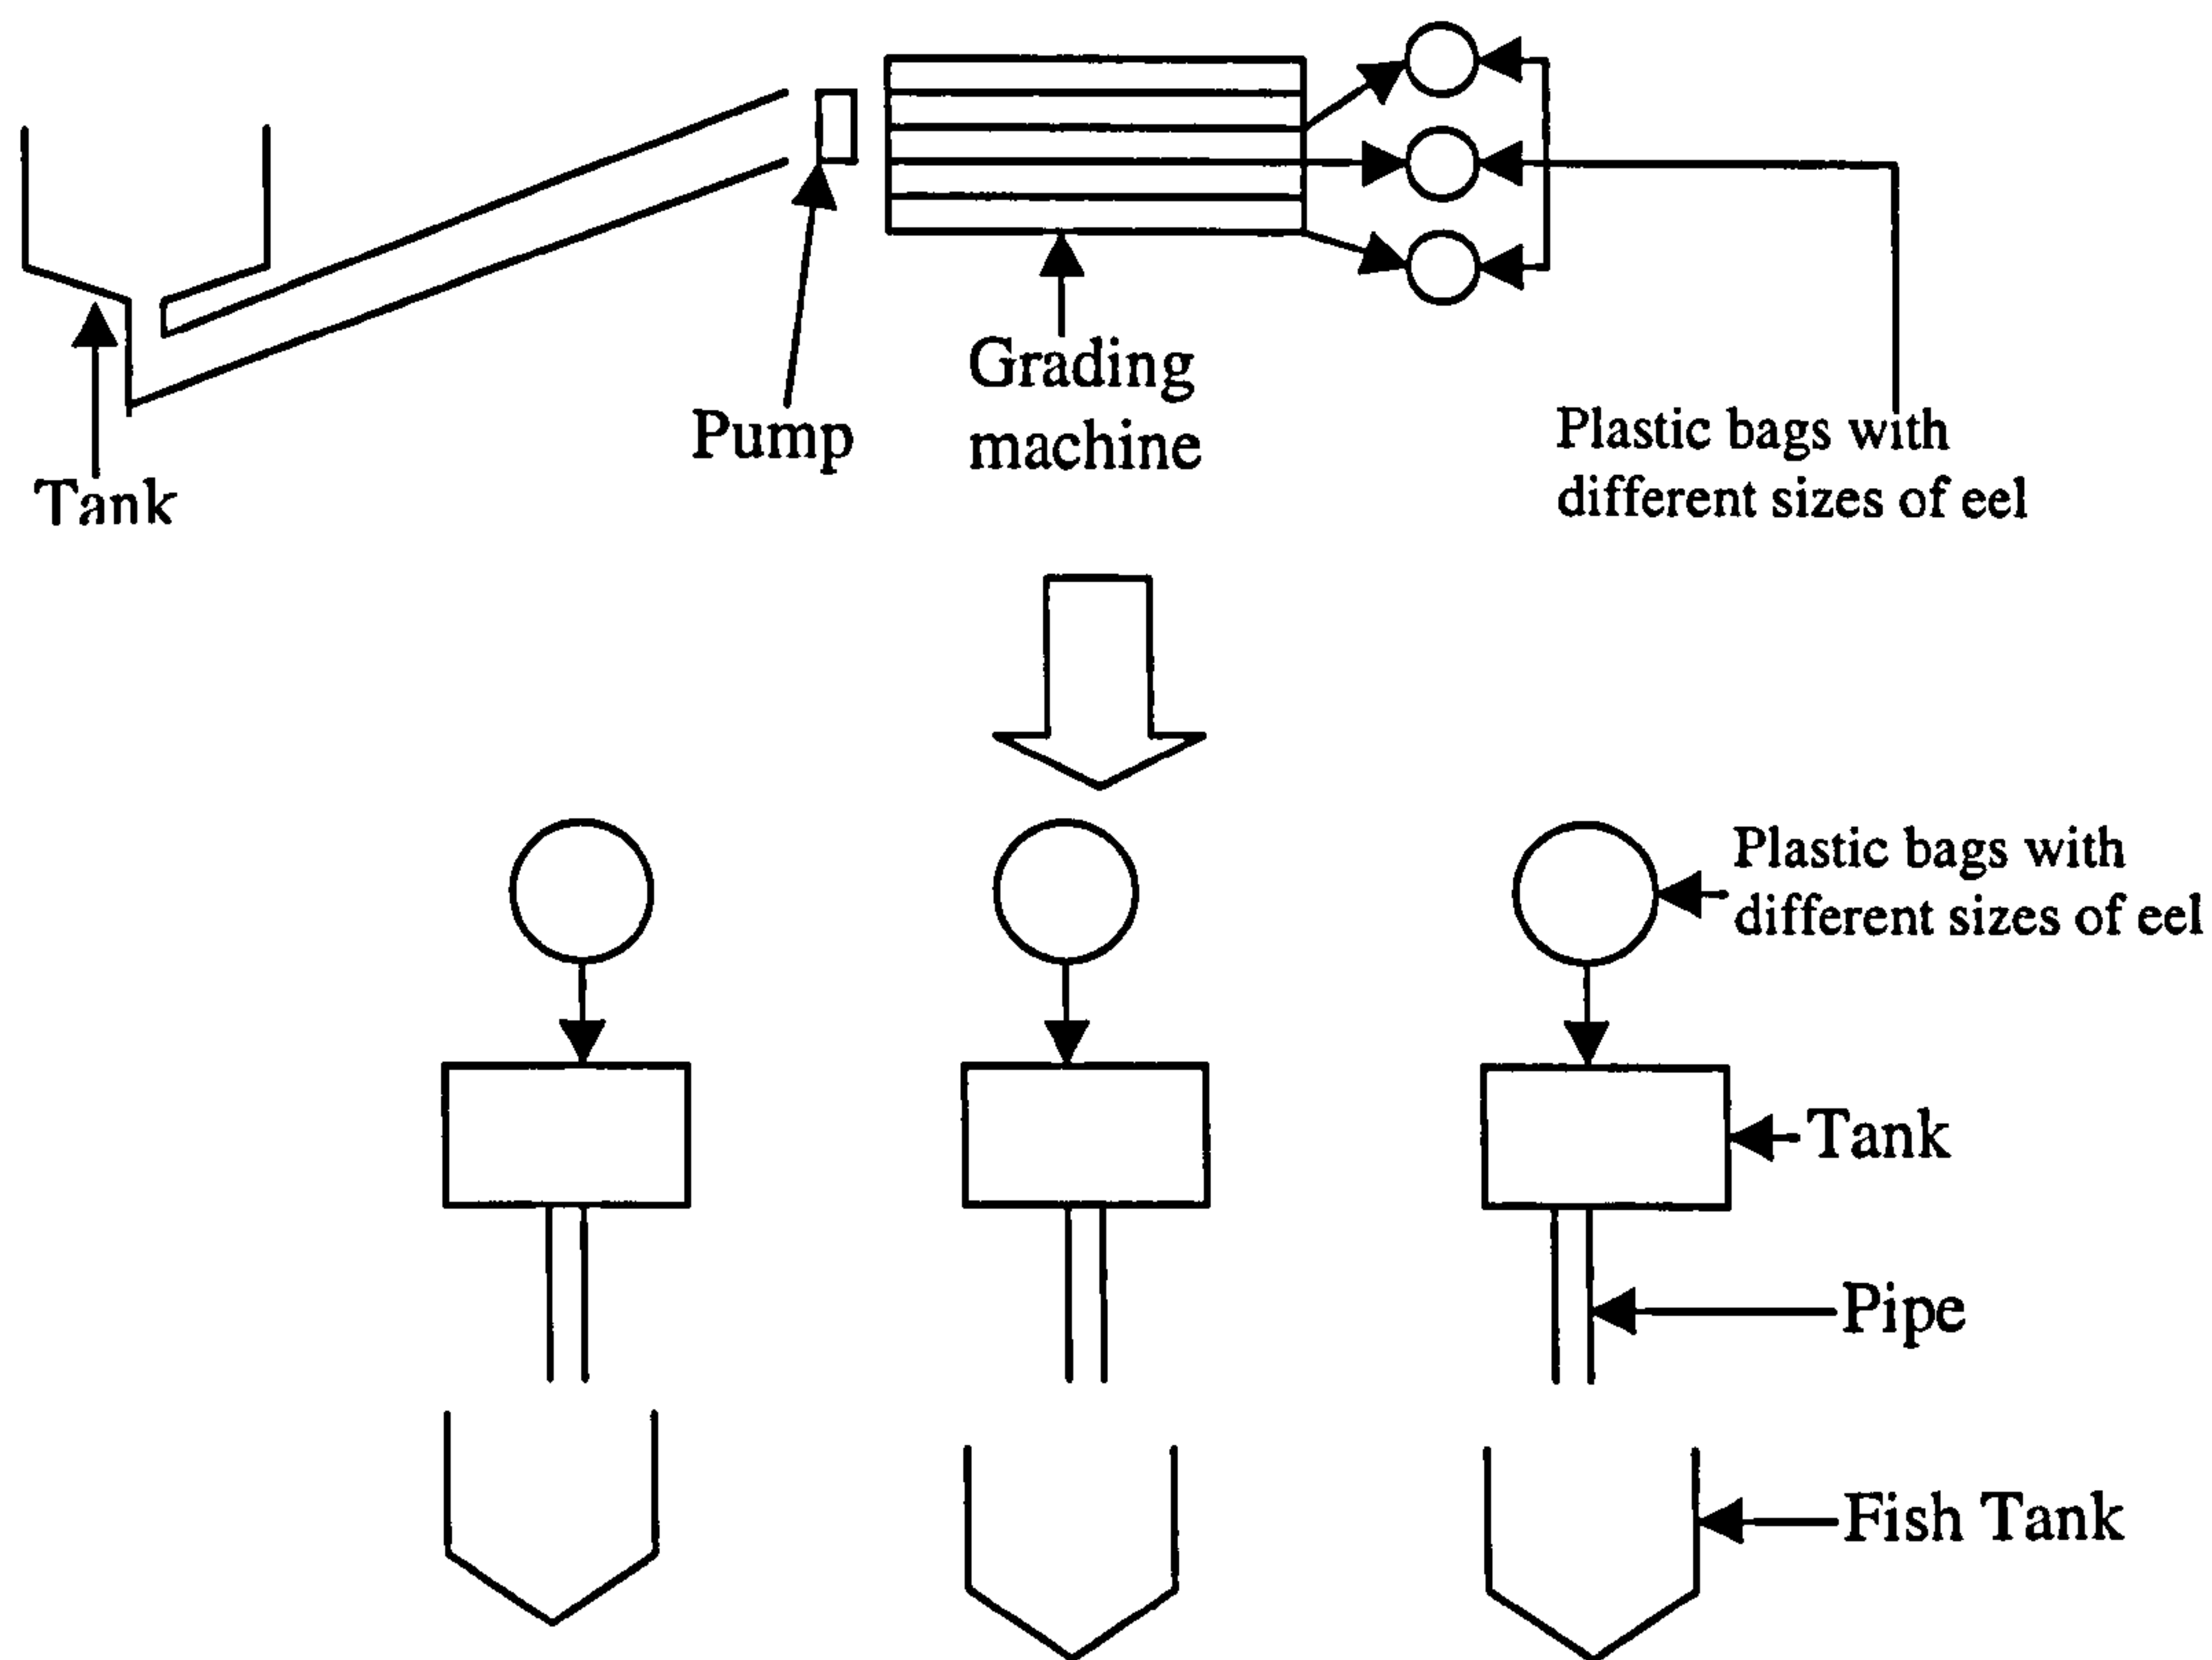 Grading
machine
Pump
Plastic bags with
different sizes of eel
Tank
Plastic bags with
different sizes of eel
Tank
Pipe
Fish Tank